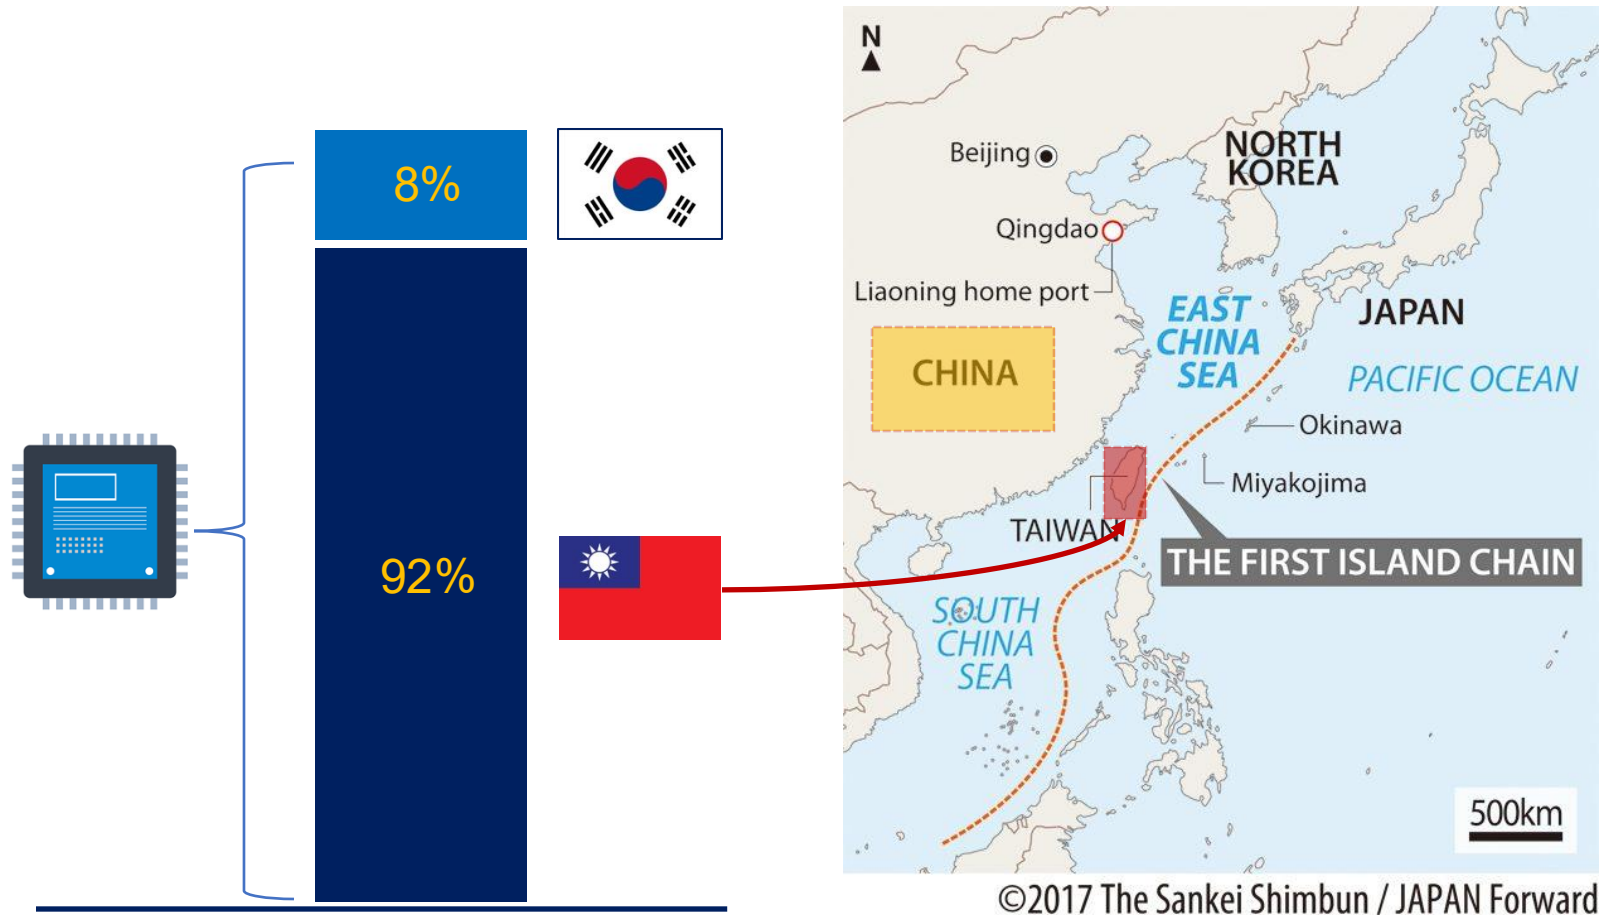 8%
92%
N
Beijing
NORTH
KOREA
Qingdao
Liaoning home port
EAST
CHINA
SEA
JAPAN
CHINA
PACIFIC OCEAN
Okinawa
Miyakojima
TAIWAN
THE FIRST ISLAND CHAIN
SOUTH
CHINA
SEA
500km
©2017 The Sankei Shimbun / JAPAN Forward